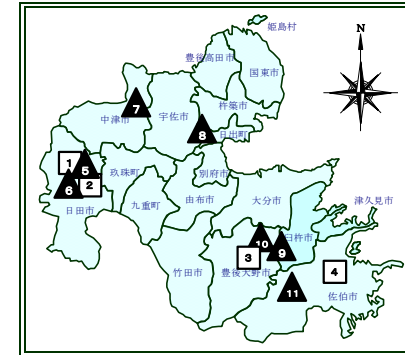 姫島村
N
豊後高田市
国東市
7
杵築市
中津市
宇佐市
8
日出町
1
5
玖珠町
別府市
6
2
九重町
由布市
大分市
津久見市
日田市
10
臼杵市
9
3
竹田市
豊後大野市
4
11
佐伯市